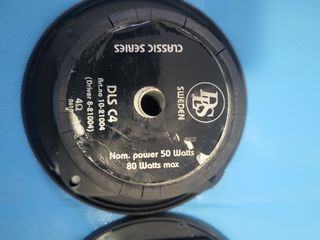 DLS
SWEDEN
CLASSIC SERIES
DLS C4
Art.no 10-21004
(Driver 8-21004)
4Ω
Nom. power 50 Watts
80 Watts max